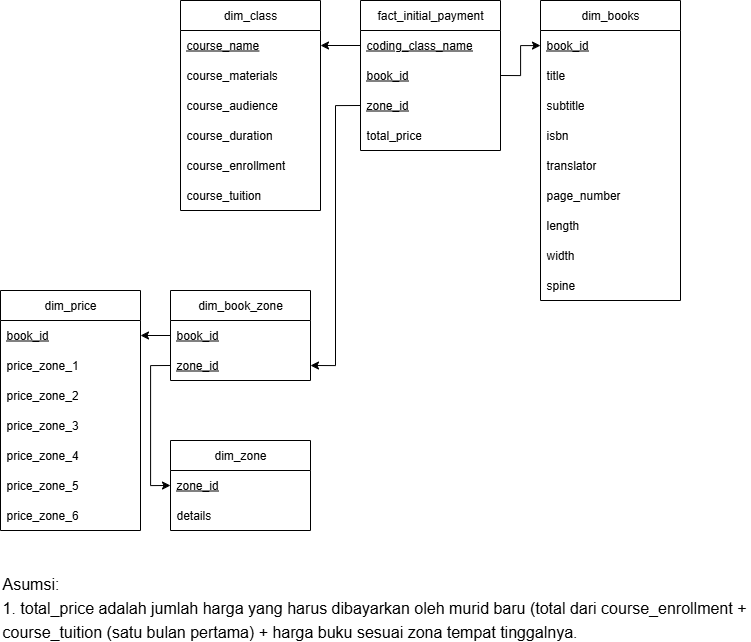 dim_class
course_name
course_materials
course_audience
course_duration
course_enrollment
course_tuition
fact_initial_payment
coding_class_name
book_id
zone_id
total_price
dim_books
book_id
title
subtitle
isbn
translator
page_number
length
width
spine
dim_price
book_id
price_zone_1
price_zone_2
price_zone_3
price_zone_4
price_zone_5
price_zone_6
dim_book_zone
book_id
zone_id
dim_zone
zone_id
details
Asumsi:
1. total_price adalah jumlah harga yang harus dibayarkan oleh murid baru (total dari course_enrollment +
course_tuition (satu bulan pertama) + harga buku sesuai zona tempat tinggalnya.